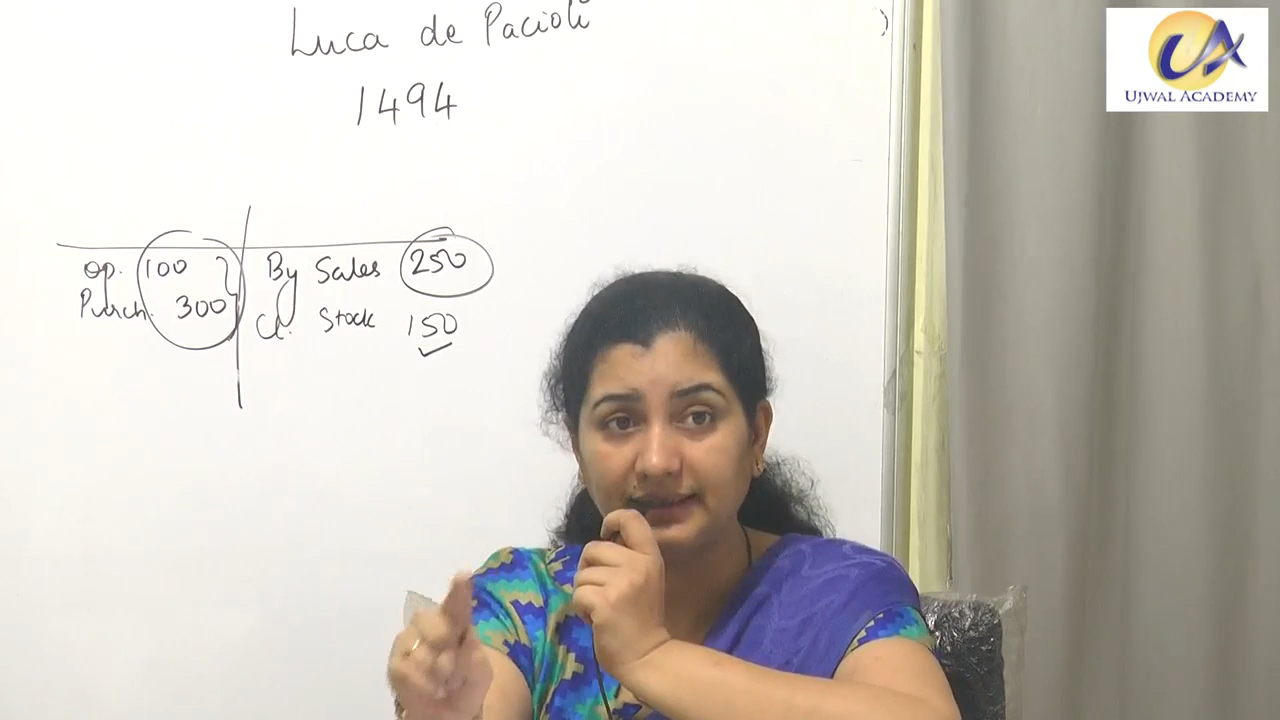 Luca de Pacioli
1494
Op. 100 By Sales 250
Purch. 300 Cl. Stock 150
UJWAL ACADEMY